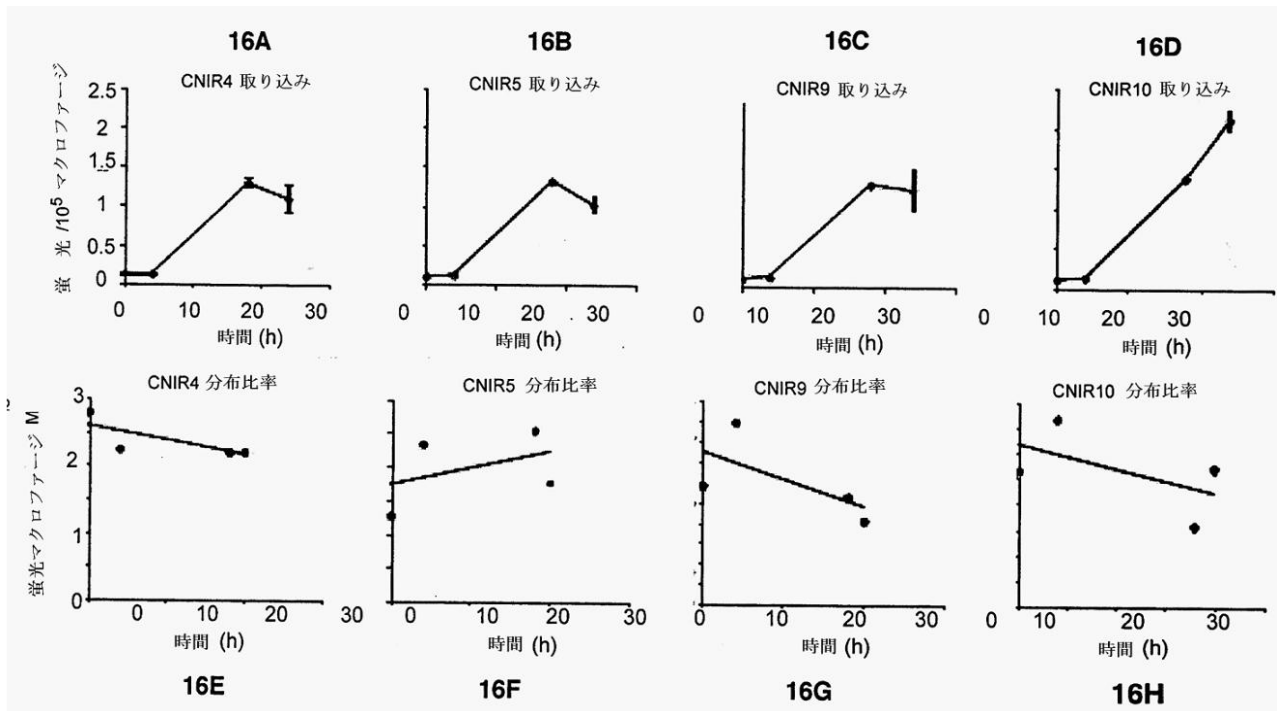 16A
16B
16C
16D
CNIR4 取り込み
CNIR5 取り込み
CNIR9 取り込み
CNIR10 取り込み
蛍 光 /10⁵ マクロファージ
2.5
2
1.5
1
0.5
0
0 10 20 30
時間 (h)
0 10 20 30
時間 (h)
0 10 20 30
時間 (h)
0 10 20 30
時間 (h)
CNIR4 分布比率
CNIR5 分布比率
CNIR9 分布比率
CNIR10 分布比率
蛍光マクロファージ M
3
2
1
0
0 10 20 30
時間 (h)
0 10 20 30
時間 (h)
0 10 20 30
時間 (h)
0 10 20 30
時間 (h)
16E
16F
16G
16H